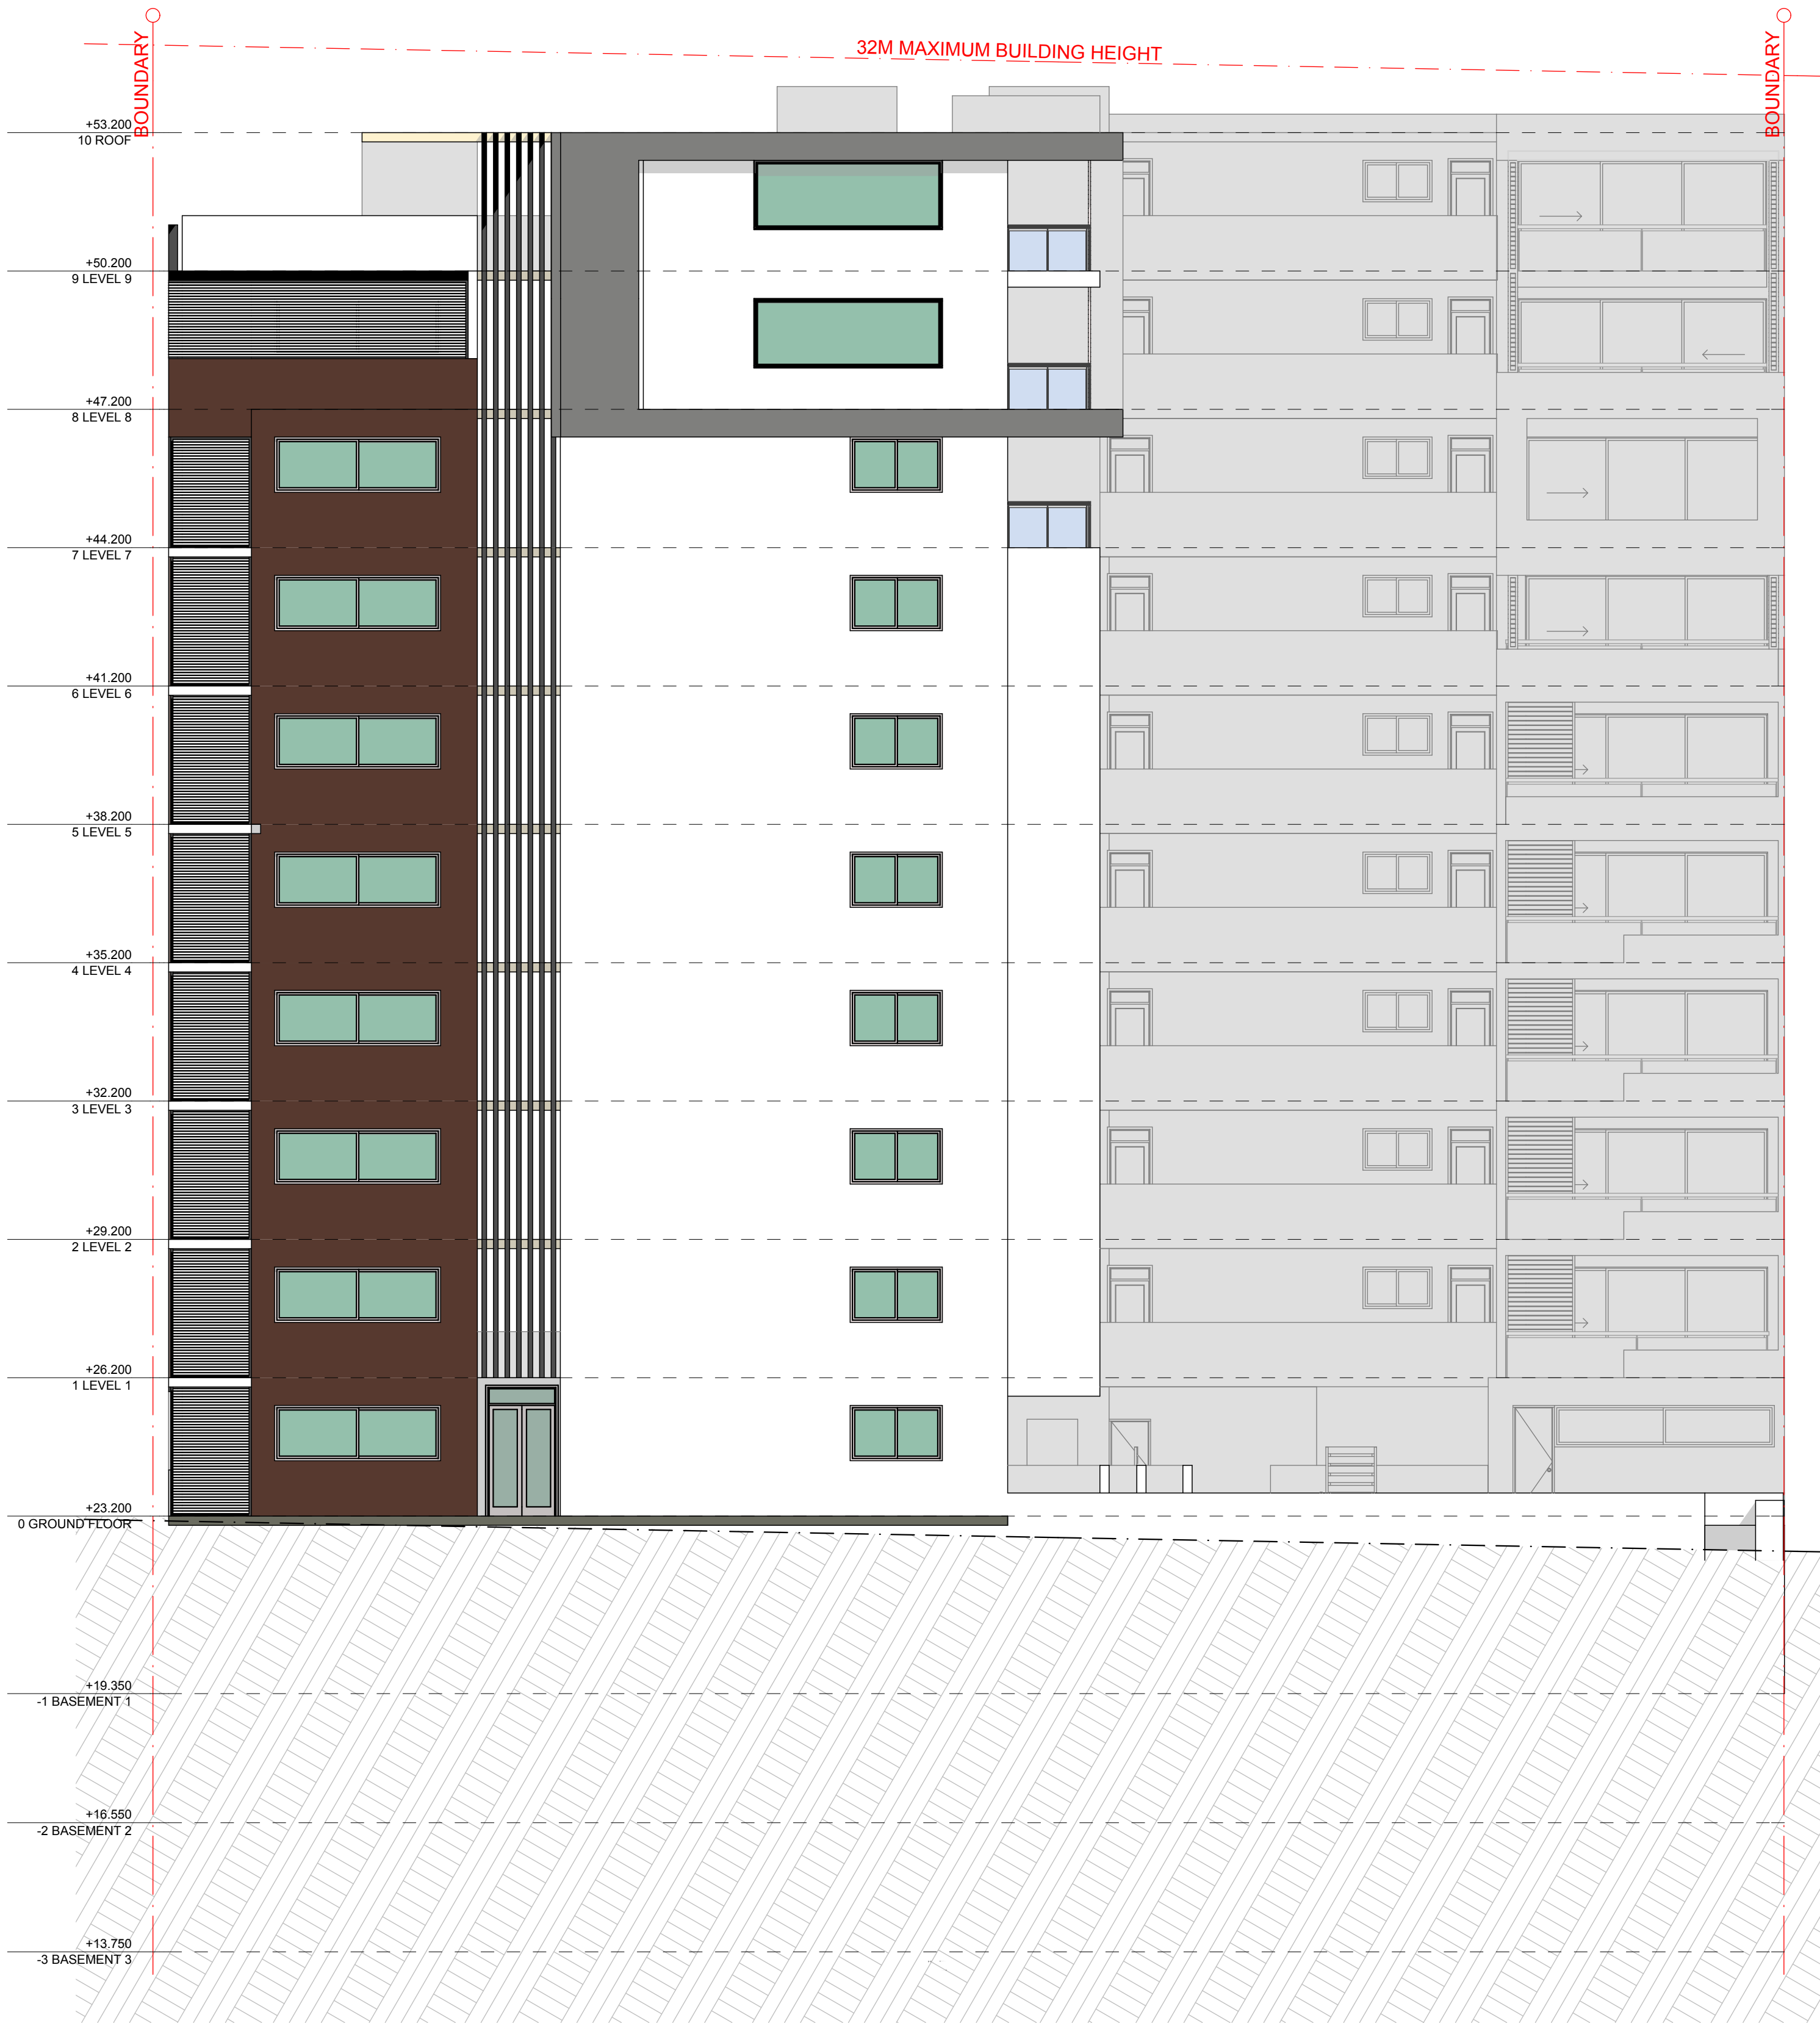 BOUNDARY
32M MAXIMUM BUILDING HEIGHT
BOUNDARY
+53.200
10 ROOF
+50.200
9 LEVEL 9
+47.200
8 LEVEL 8
+44.200
7 LEVEL 7
+41.200
6 LEVEL 6
+38.200
5 LEVEL 5
+35.200
4 LEVEL 4
+32.200
3 LEVEL 3
+29.200
2 LEVEL 2
+26.200
1 LEVEL 1
+23.200
0 GROUND FLOOR
+19.350
-1 BASEMENT 1
+16.550
-2 BASEMENT 2
+13.750
-3 BASEMENT 3